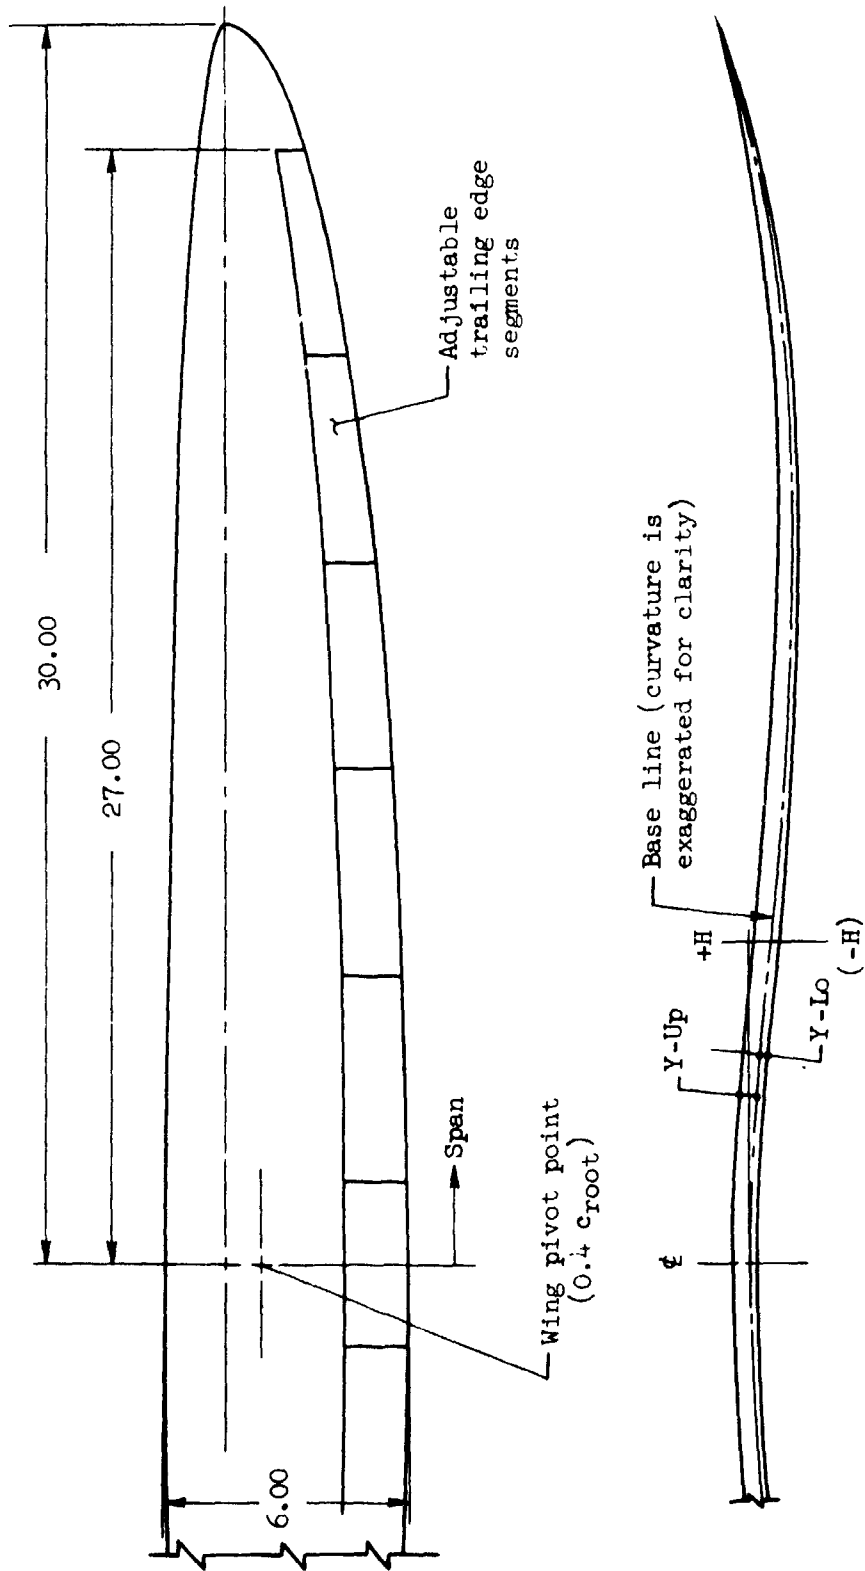 30.00
27.00
6.00
Adjustable
trailing edge
segments
Span
Wing pivot point
(0.4 croot)
Base line (curvature is
exaggerated for clarity)
+H
(-H)
Y-Up
Y-Lo
℄